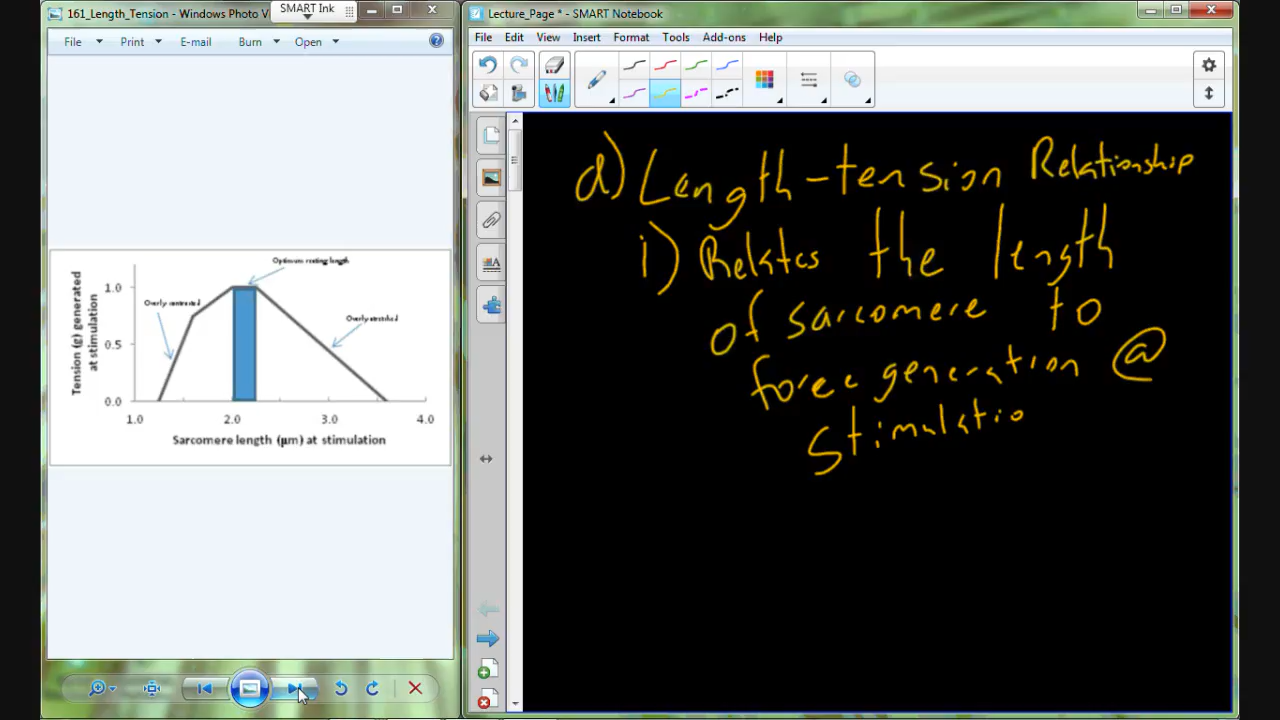 161_Length_Tension - Windows Photo V
SMART Ink
File Print E-mail Burn Open
Optimum resting length
Tension (g) generated
at stimulation
1.0
0.5
0.0
Overly contracted
Overly stretched
1.0 2.0 3.0 4.0
Sarcomere length (μm) at stimulation
Lecture_Page * - SMART Notebook
File Edit View Insert Format Tools Add-ons Help
d) Length-tension Relationship
i) Relates the length
of sarcomere to
force generation @
Stimulatio